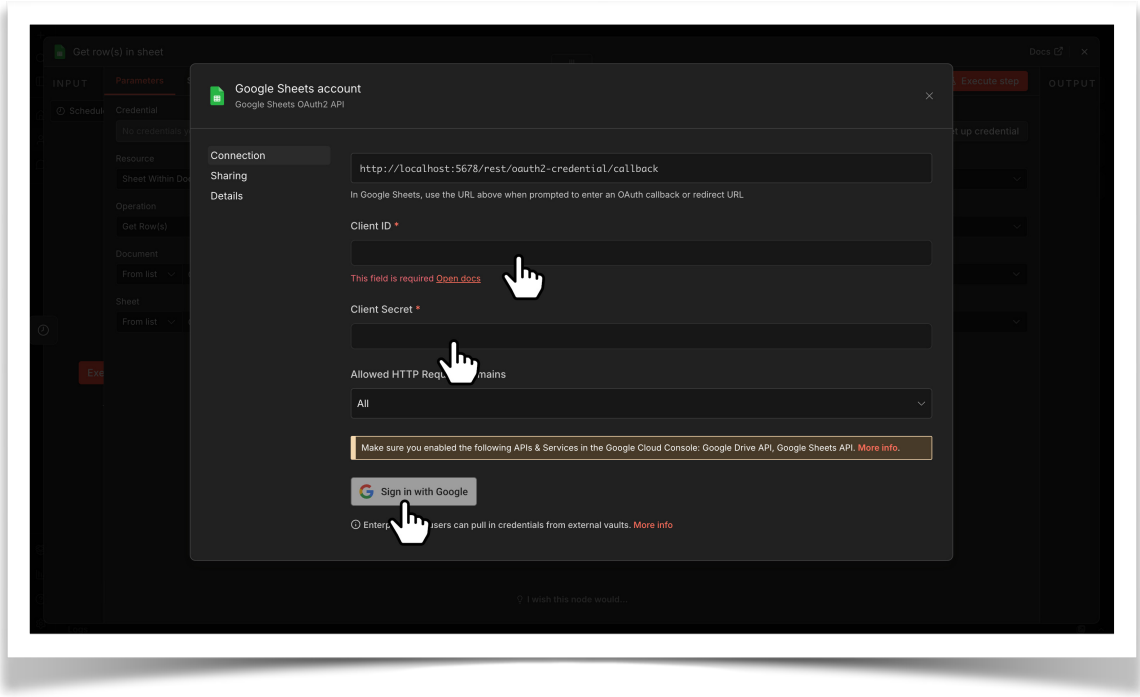 Get row(s) in sheet
Docs
INPUT
Parameters
Execute step
OUTPUT
Google Sheets account
Google Sheets OAuth2 API
Schedul
Credential
No credentials y
t up credential
Connection
Sharing
Details
http://localhost:5678/rest/oauth2-credential/callback
In Google Sheets, use the URL above when prompted to enter an OAuth callback or redirect URL
Resource
Sheet Within Do
Operation
Get Row(s)
Client ID *
Document
From list
This field is required Open docs
Sheet
From list
Client Secret *
Exe
Allowed HTTP Requ mains
All
Make sure you enabled the following APIs & Services in the Google Cloud Console: Google Drive API, Google Sheets API. More info.
Sign in with Google
Enterp users can pull in credentials from external vaults. More info
I wish this node would...